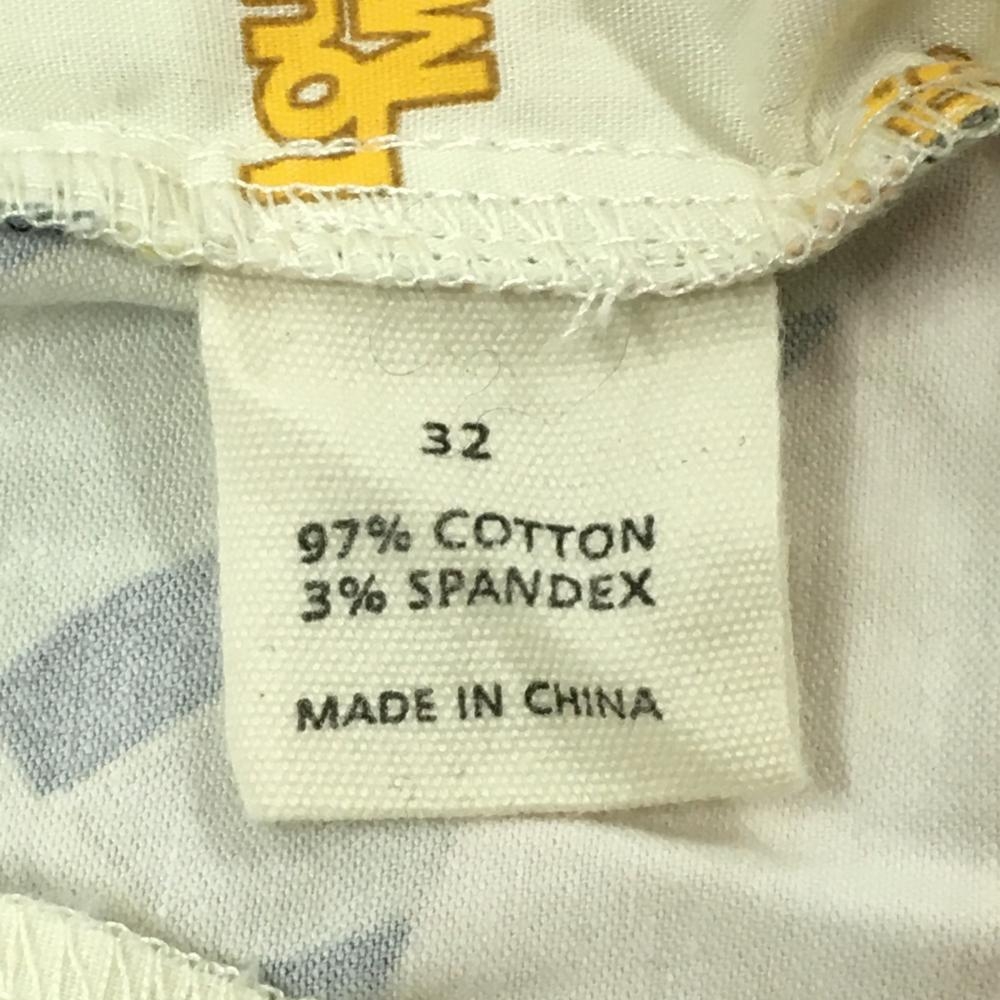 32
97% COTTON
3% SPANDEX
MADE IN CHINA